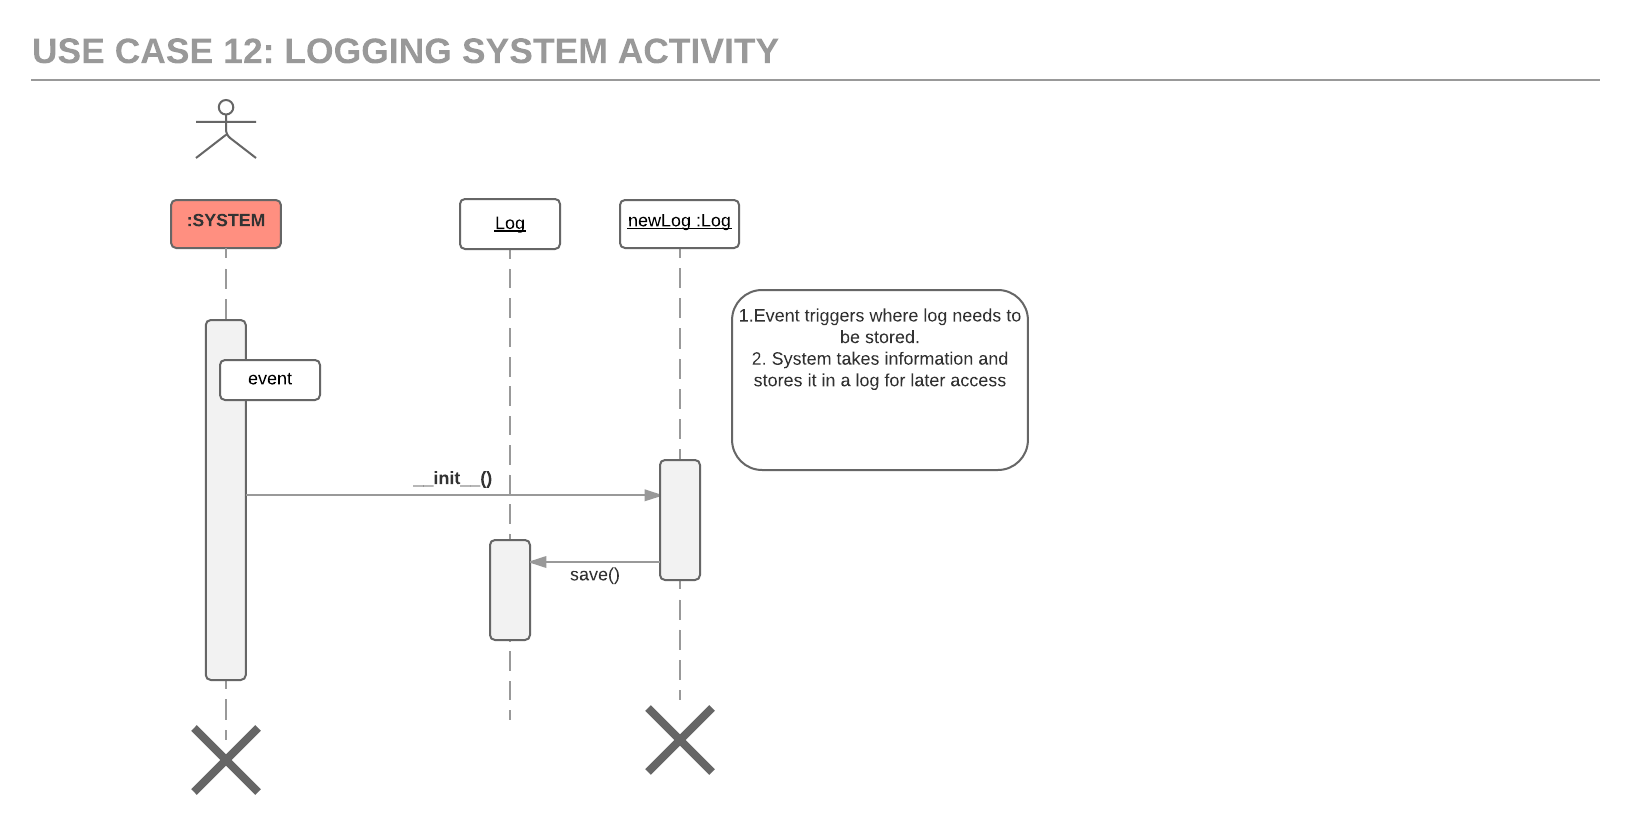 USE CASE 12: LOGGING SYSTEM ACTIVITY
:SYSTEM
Log
newLog :Log
1.Event triggers where log needs to
be stored.
2. System takes information and
stores it in a log for later access
event
__init__()
save()